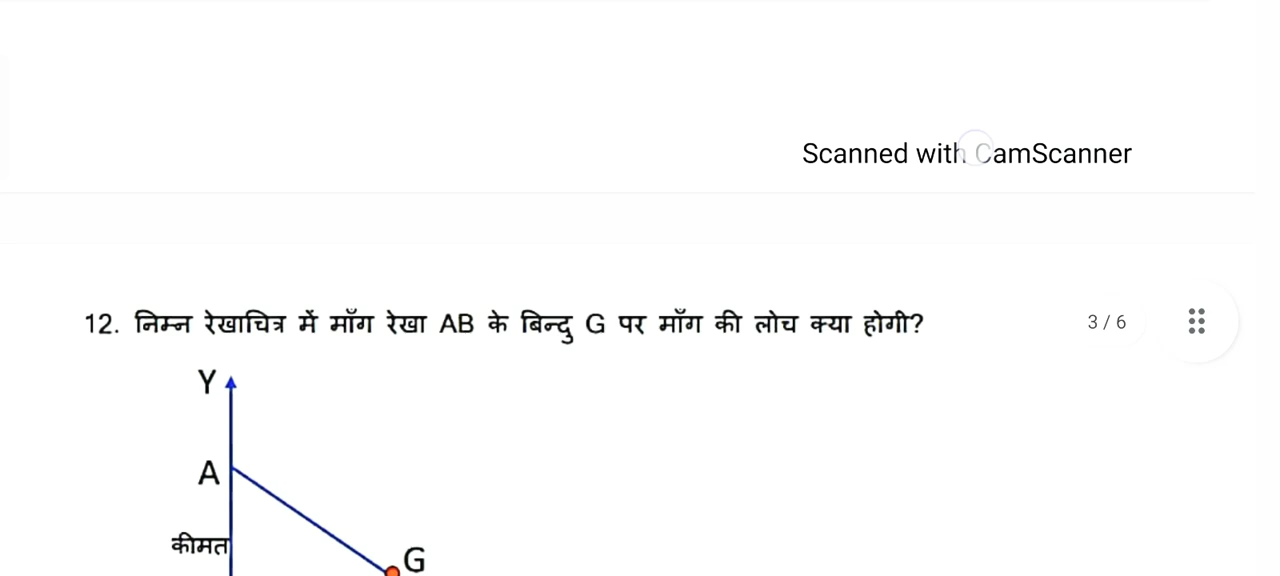 Scanned with CamScanner
12. निम्न रेखाचित्र में माँग रेखा AB के बिन्दु G पर माँग की लोच क्या होगी?
3 / 6
Y
A
कीमत
G